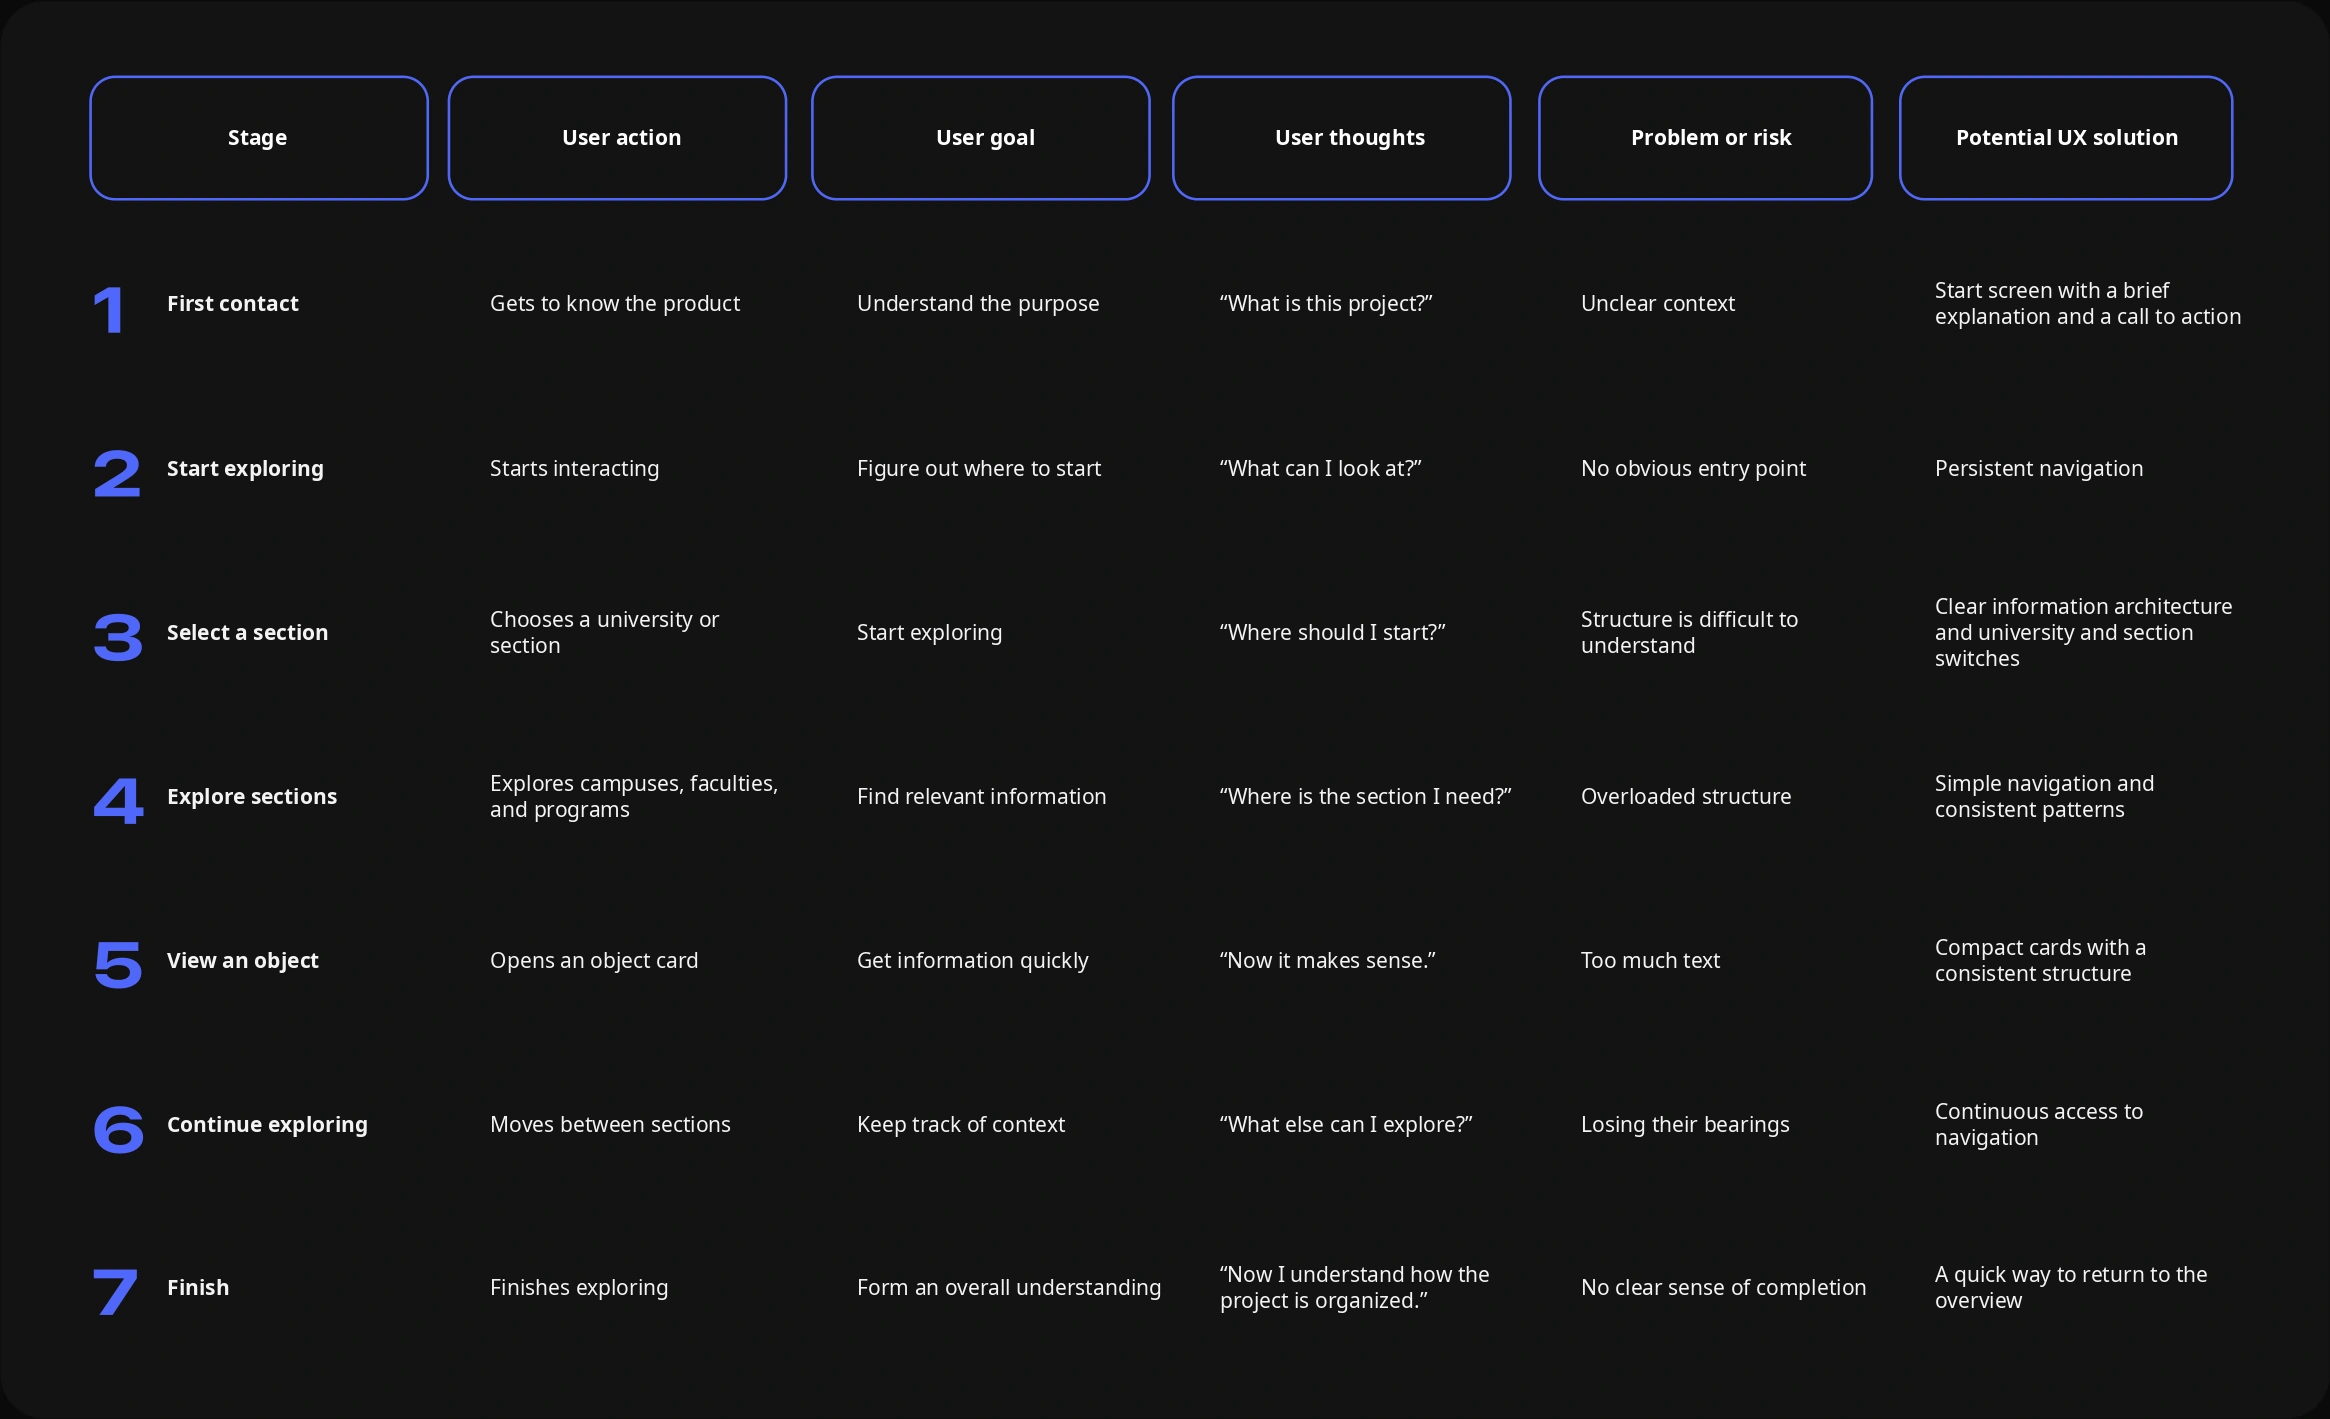 Stage
User action
User goal
User thoughts
Problem or risk
Potential UX solution
1
First contact
Gets to know the product
Understand the purpose
“What is this project?”
Unclear context
Start screen with a brief
explanation and a call to action
2
Start exploring
Starts interacting
Figure out where to start
“What can I look at?”
No obvious entry point
Persistent navigation
3
Select a section
Chooses a university or
section
Start exploring
“Where should I start?”
Structure is difficult to
understand
Clear information architecture
and university and section
switches
4
Explore sections
Explores campuses, faculties,
and programs
Find relevant information
“Where is the section I need?”
Overloaded structure
Simple navigation and
consistent patterns
5
View an object
Opens an object card
Get information quickly
“Now it makes sense.”
Too much text
Compact cards with a
consistent structure
6
Continue exploring
Moves between sections
Keep track of context
“What else can I explore?”
Losing their bearings
Continuous access to
navigation
7
Finish
Finishes exploring
Form an overall understanding
“Now I understand how the
project is organized.”
No clear sense of completion
A quick way to return to the
overview